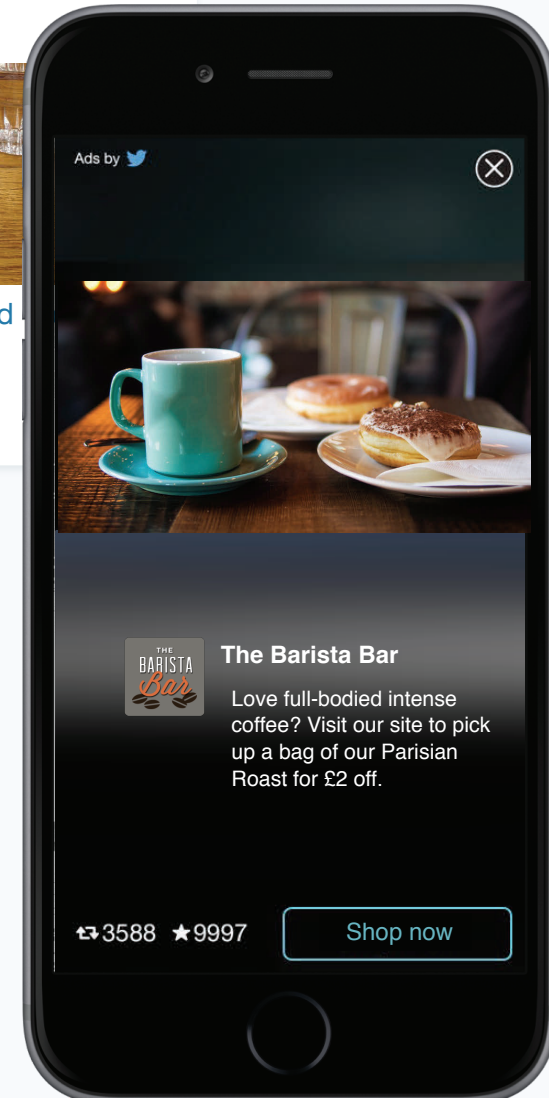 Ads by
d
THE
BARISTA
Bar
The Barista Bar
Love full-bodied intense
coffee? Visit our site to pick
up a bag of our Parisian
Roast for £2 off.
3588 ★9997
Shop now